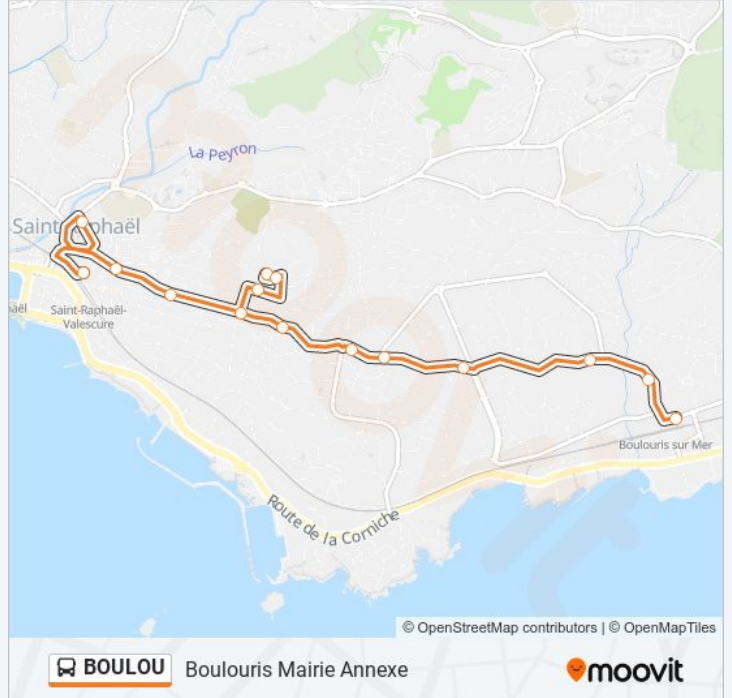 La Peyron
Saint-Raphaël
Saint-Raphaël-
Valescure
aël
Boulouris sur Mer
Route de la Corniche
© OpenStreetMap contributors | © OpenMapTiles
BOULOU Boulouris Mairie Annexe moovit